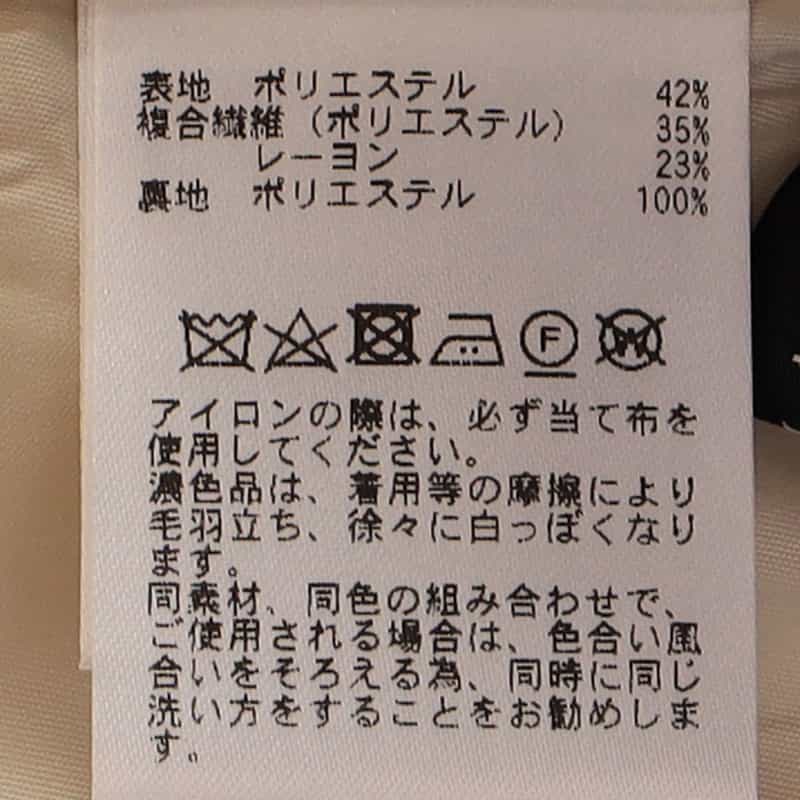 表地 ポリエステル 42%
複合繊維(ポリエステル) 35%
レーヨン 23%
裏地 ポリエステル 100%
F W
アイロンの際は、必ず当て布を
使用してください。
濃色品は、着用等の摩擦により
毛羽立ち、徐々に白っぽくなり
ます。
同素材、同色の組み合わせで、
ご使用される場合は、色合い風
合いをそろえる為、同時に同じ
洗い方をすることをお勧めしま
す。